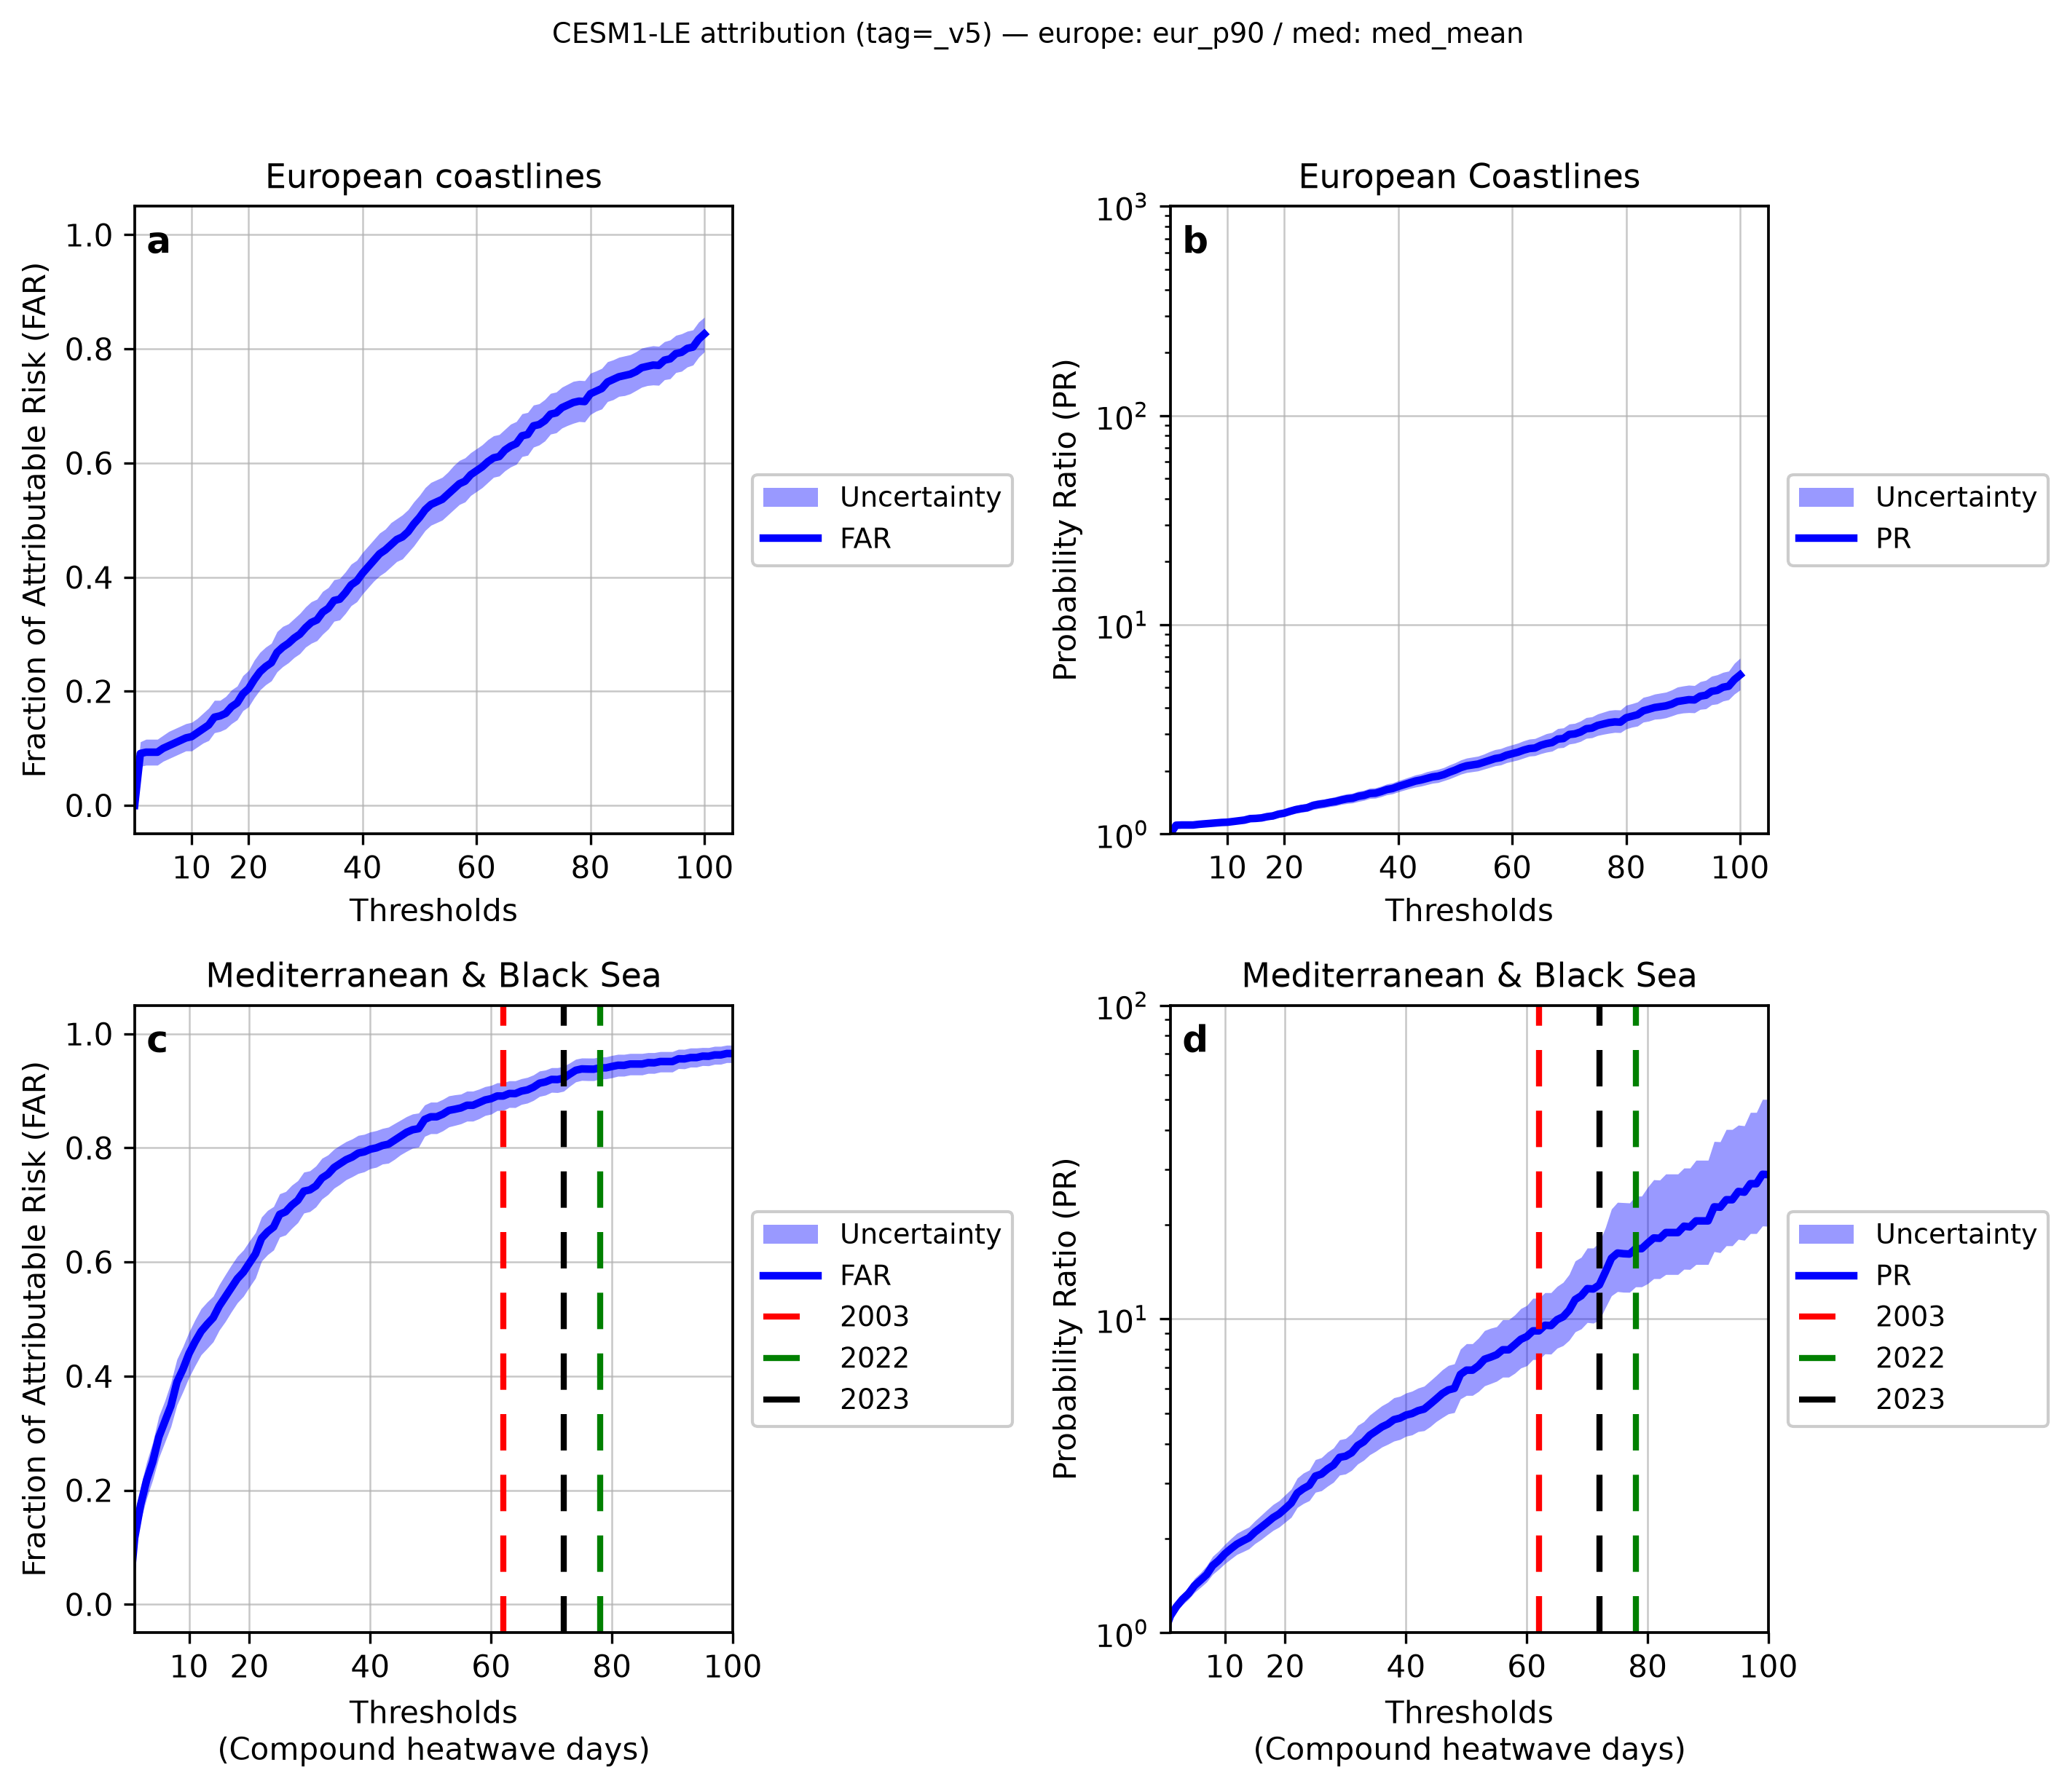 CESM1-LE attribution (tag=_v5) — europe: eur_p90 / med: med_mean
European coastlines
a
Fraction of Attributable Risk (FAR)
1.0
0.8
0.6
0.4
0.2
0.0
10 20 40 60 80 100
Thresholds
Uncertainty
FAR
European Coastlines
b
Probability Ratio (PR)
10³
10²
10¹
10⁰
10 20 40 60 80 100
Thresholds
Uncertainty
PR
Mediterranean & Black Sea
c
Fraction of Attributable Risk (FAR)
1.0
0.8
0.6
0.4
0.2
0.0
10 20 40 60 80 100
Thresholds
(Compound heatwave days)
Uncertainty
FAR
2003
2022
2023
Mediterranean & Black Sea
d
Probability Ratio (PR)
10²
10¹
10⁰
10 20 40 60 80 100
Thresholds
(Compound heatwave days)
Uncertainty
PR
2003
2022
2023